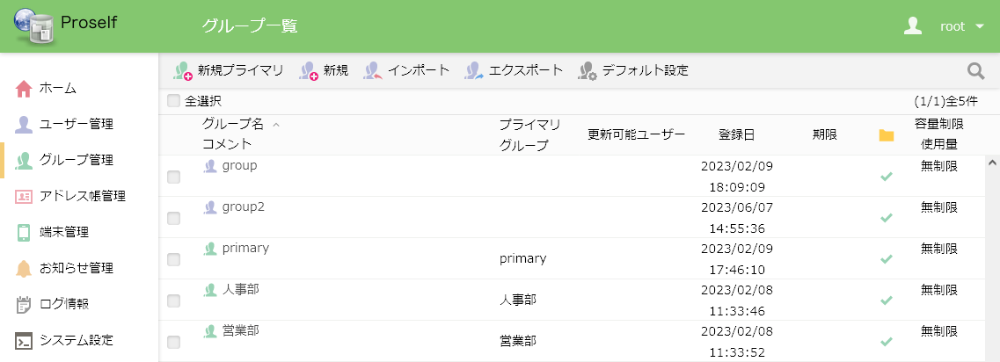 Proself
グループ一覧
root
新規プライマリ
新規
インポート
エクスポート
デフォルト設定
ホーム
ユーザー管理
グループ管理
アドレス帳管理
端末管理
お知らせ管理
ログ情報
システム設定
全選択
(1/1)全5件
グループ名
コメント
プライマリ
グループ
更新可能ユーザー
登録日
期限
容量制限
使用量
group
2023/02/09
18:09:09
無制限
group2
2023/06/07
14:55:36
無制限
primary
primary
2023/02/09
17:46:10
無制限
人事部
人事部
2023/02/08
11:33:46
無制限
営業部
営業部
2023/02/08
11:33:52
無制限